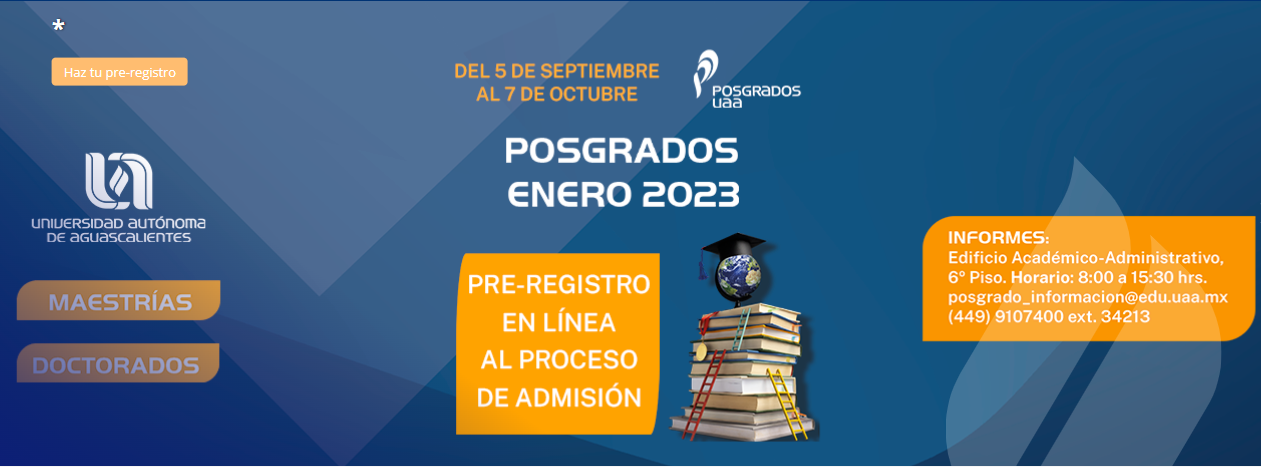 *
Haz tu pre-registro
UNIVERSIDAD AUTÓNOMA
DE AGUASCALIENTES
MAESTRÍAS
DOCTORADOS
DEL 5 DE SEPTIEMBRE
AL 7 DE OCTUBRE
POSGRADOS
UAA
POSGRADOS
ENERO 2023
PRE-REGISTRO
EN LÍNEA
AL PROCESO
DE ADMISIÓN
INFORMES:
Edificio Académico-Administrativo,
6º Piso. Horario: 8:00 a 15:30 hrs.
posgrado_informacion@edu.uaa.mx
(449) 9107400 ext. 34213